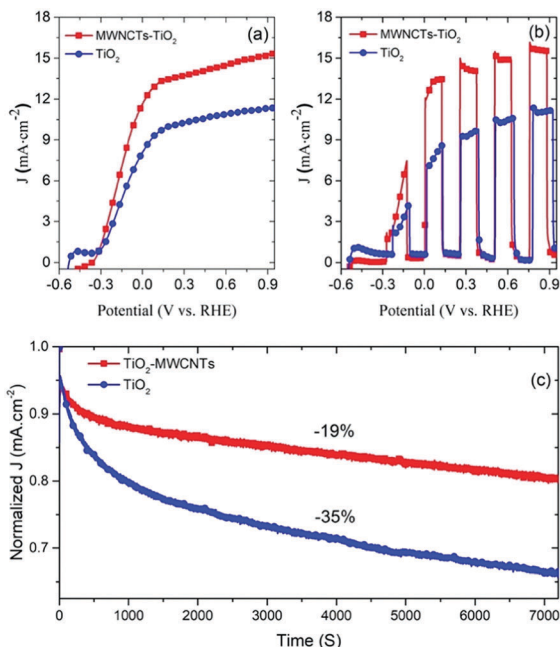 (a)
MWNCTs-TiO₂
TiO₂
J (mA·cm⁻²)
18
15
12
9
6
3
0
-0.6 -0.3 0.0 0.3 0.6 0.9
Potential (V vs. RHE)
(b)
MWNCTs-TiO₂
TiO₂
J (mA·cm⁻²)
18
15
12
9
6
3
0
-0.6 -0.3 0.0 0.3 0.6 0.9
Potential (V vs. RHE)
(c)
TiO₂-MWCNTs
TiO₂
Normalized J (mA.cm⁻²)
1.0
0.9
0.8
0.7
-19%
-35%
0 1000 2000 3000 4000 5000 6000 7000
Time (S)